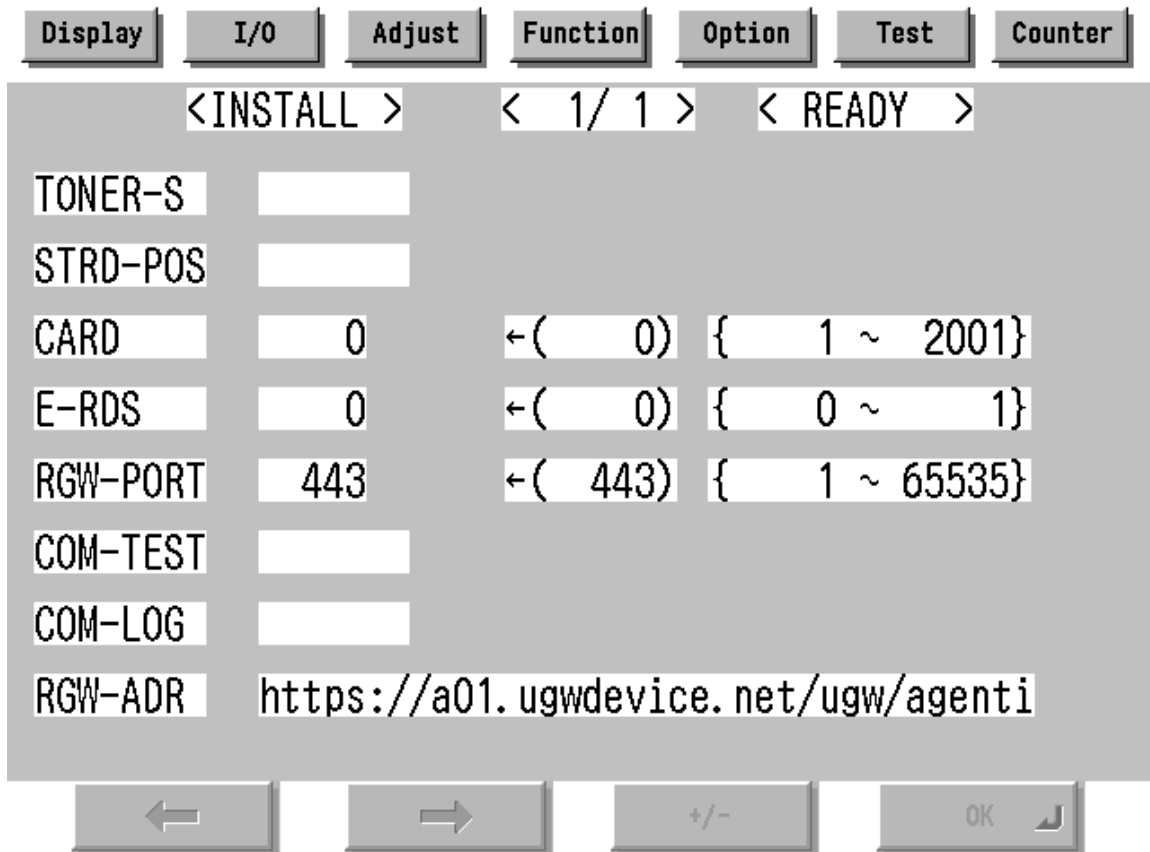 Display I/O Adjust Function Option Test Counter
<INSTALL > < 1/ 1 > < READY >
TONER-S
STRD-POS
CARD 0 ←( 0) { 1 ~ 2001}
E-RDS 0 ←( 0) { 0 ~ 1}
RGW-PORT 443 ←( 443) { 1 ~ 65535}
COM-TEST
COM-LOG
RGW-ADR https://a01.ugwdevice.net/ugw/agenti
+/- OK